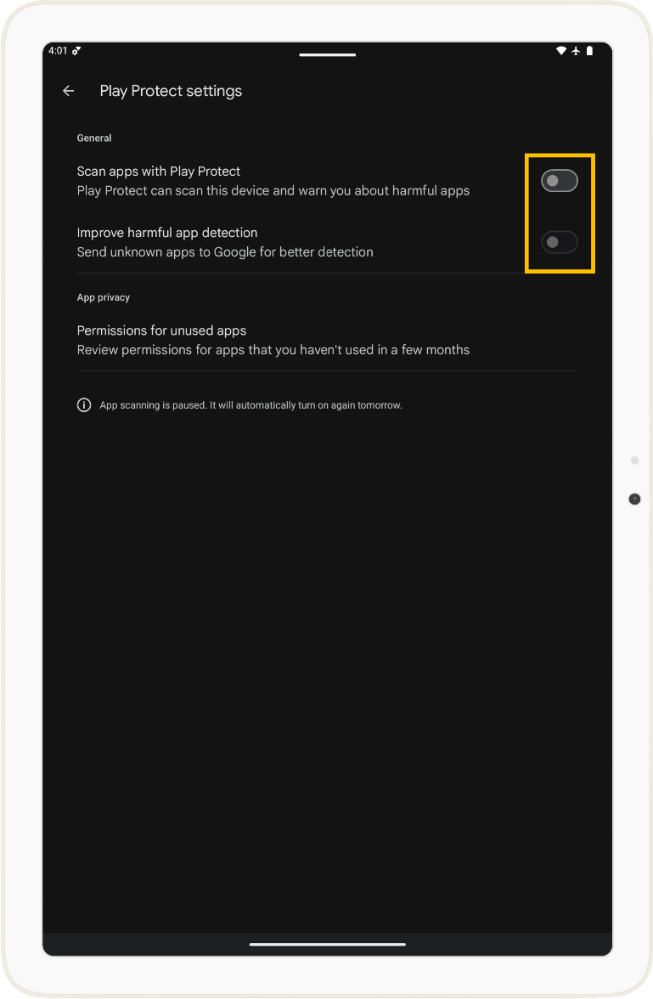 4:01
Play Protect settings
General
Scan apps with Play Protect
Play Protect can scan this device and warn you about harmful apps
Improve harmful app detection
Send unknown apps to Google for better detection
App privacy
Permissions for unused apps
Review permissions for apps that you haven't used in a few months
App scanning is paused. It will automatically turn on again tomorrow.